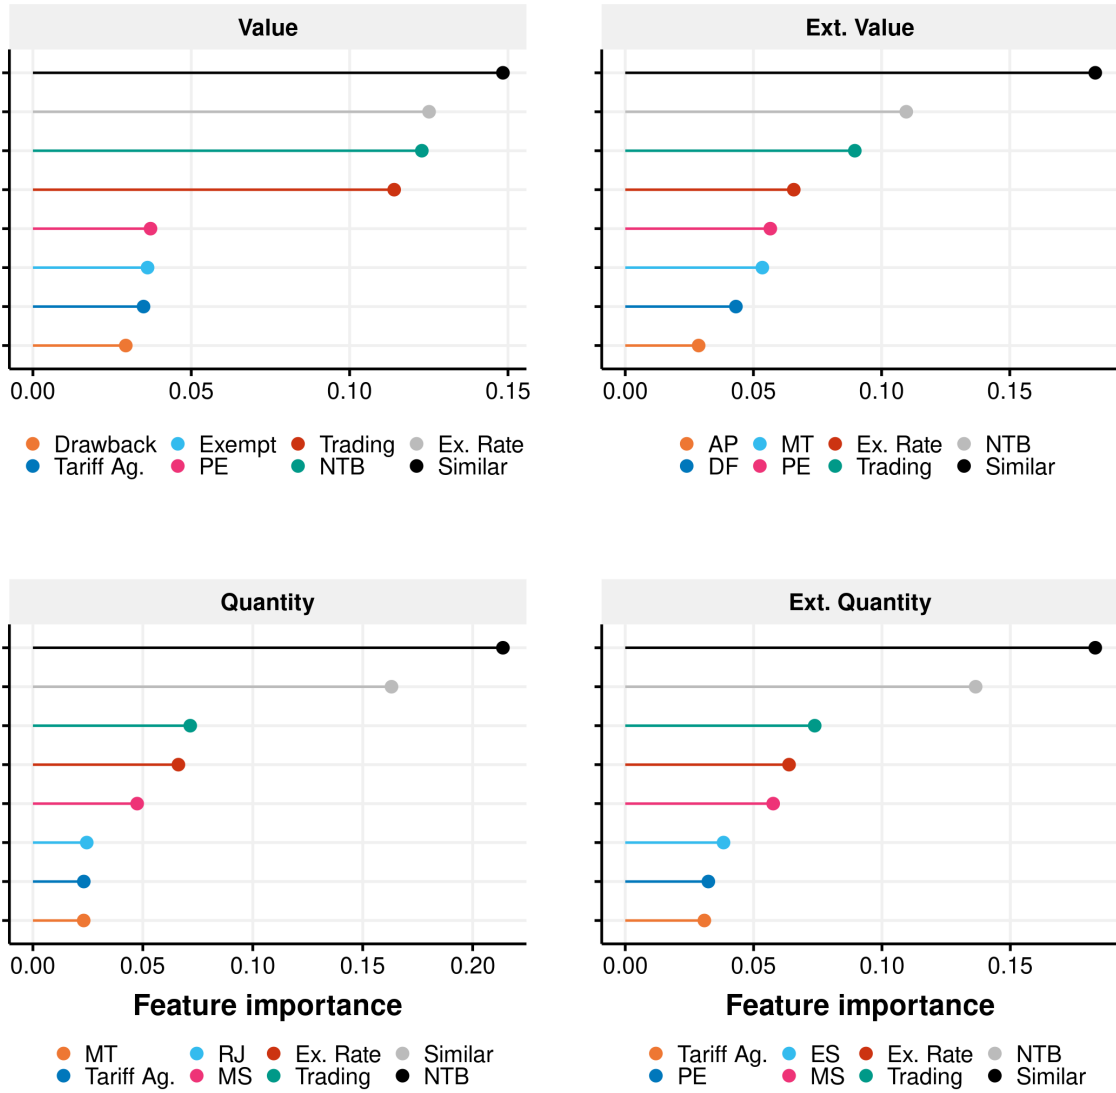 Value
0.00 0.05 0.10 0.15
Drawback Exempt Trading Ex. Rate
Tariff Ag. PE NTB Similar
Ext. Value
0.00 0.05 0.10 0.15
AP MT Ex. Rate NTB
DF PE Trading Similar
Quantity
0.00 0.05 0.10 0.15 0.20
Feature importance
MT RJ Ex. Rate Similar
Tariff Ag. MS Trading NTB
Ext. Quantity
0.00 0.05 0.10 0.15
Feature importance
Tariff Ag. ES Ex. Rate NTB
PE MS Trading Similar